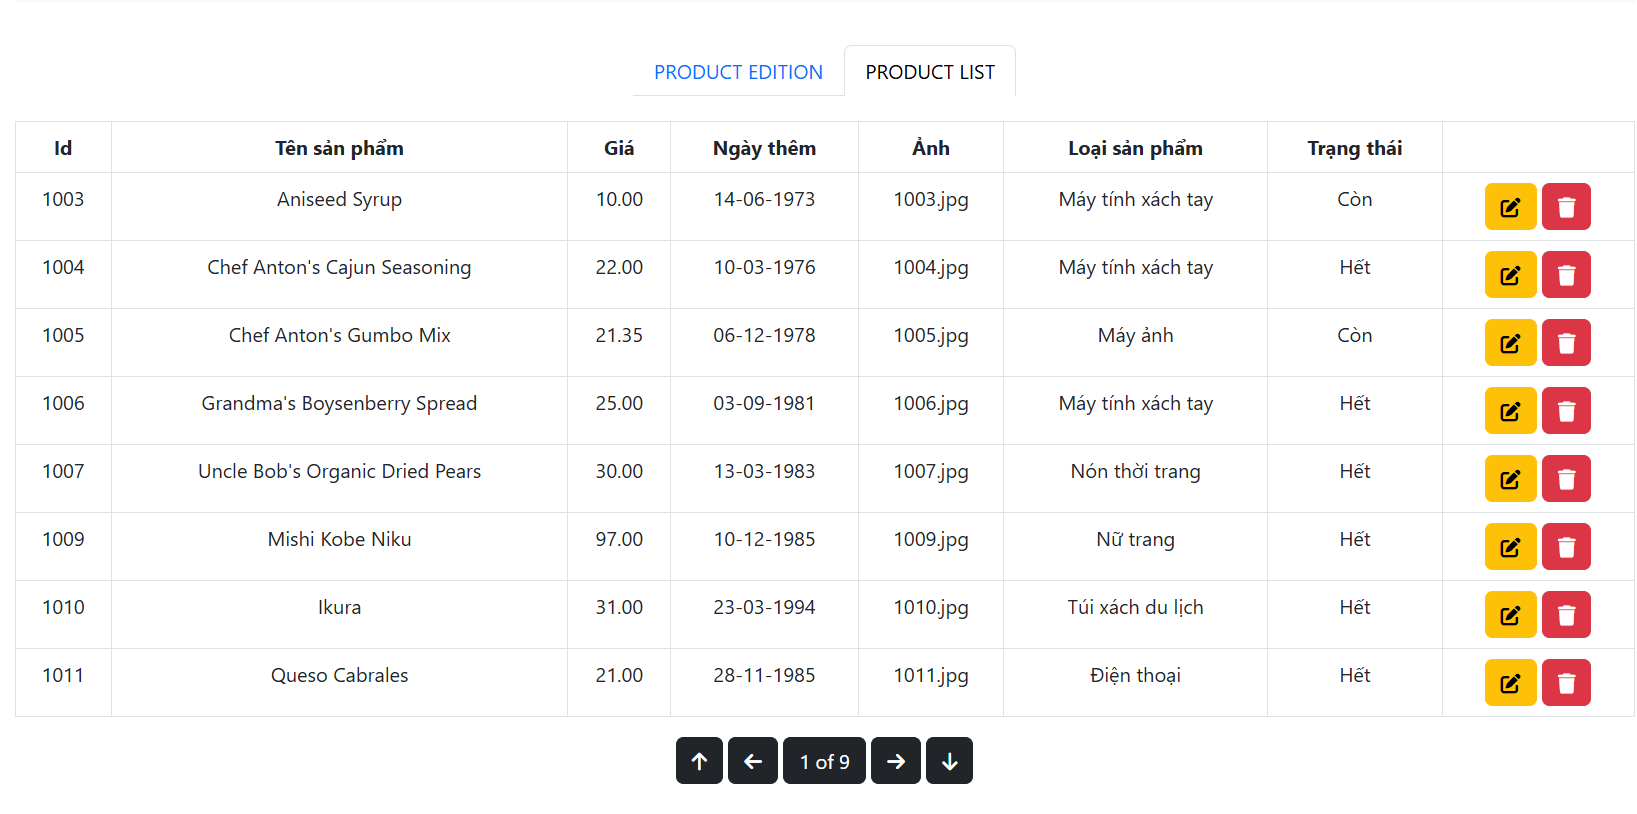 PRODUCT EDITION PRODUCT LIST
Id Tên sản phẩm Giá Ngày thêm Ảnh Loại sản phẩm Trạng thái
1003 Aniseed Syrup 10.00 14-06-1973 1003.jpg Máy tính xách tay Còn
1004 Chef Anton's Cajun Seasoning 22.00 10-03-1976 1004.jpg Máy tính xách tay Hết
1005 Chef Anton's Gumbo Mix 21.35 06-12-1978 1005.jpg Máy ảnh Còn
1006 Grandma's Boysenberry Spread 25.00 03-09-1981 1006.jpg Máy tính xách tay Hết
1007 Uncle Bob's Organic Dried Pears 30.00 13-03-1983 1007.jpg Nón thời trang Hết
1009 Mishi Kobe Niku 97.00 10-12-1985 1009.jpg Nữ trang Hết
1010 Ikura 31.00 23-03-1994 1010.jpg Túi xách du lịch Hết
1011 Queso Cabrales 21.00 28-11-1985 1011.jpg Điện thoại Hết
1 of 9